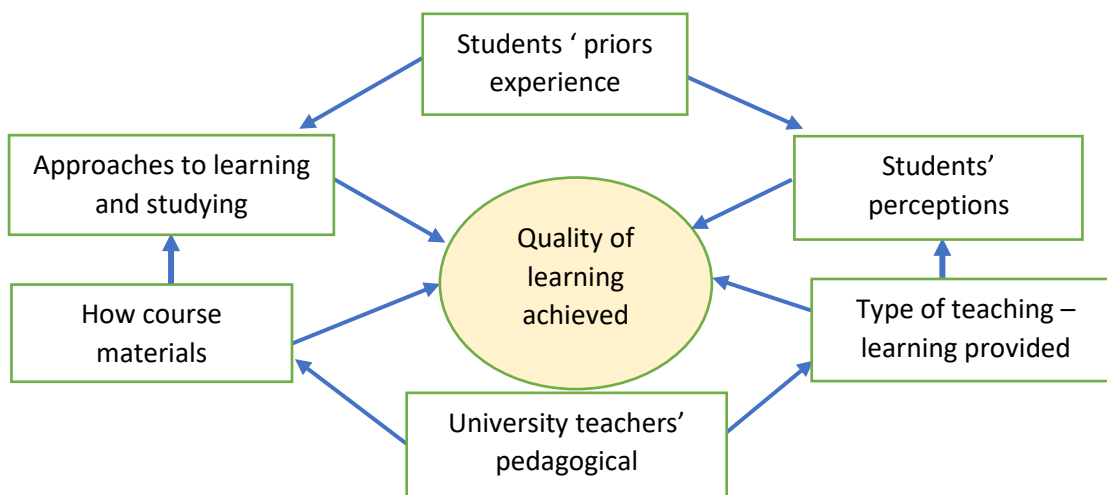 Students ‘ priors
experience
Approaches to learning
and studying
Students’
perceptions
Quality of
learning
achieved
How course
materials
Type of teaching –
learning provided
University teachers’
pedagogical